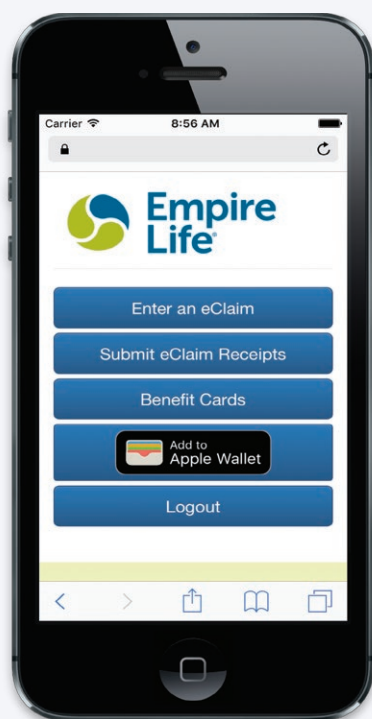 Carrier 8:56 AM
Empire
Life®
Enter an eClaim
Submit eClaim Receipts
Benefit Cards
Add to
Apple Wallet
Logout